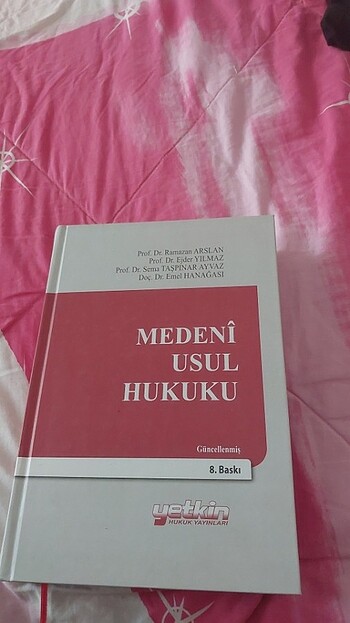 Prof. Dr. Ramazan ARSLAN
Prof. Dr. Ejder YILMAZ
Prof. Dr. Sema TAŞPINAR AYVAZ
Doç. Dr. Emel HANAĞASI
MEDENÎ
USUL
HUKUKU
Güncellenmiş
8. Baskı
yetkin
HUKUK YAYINLARI